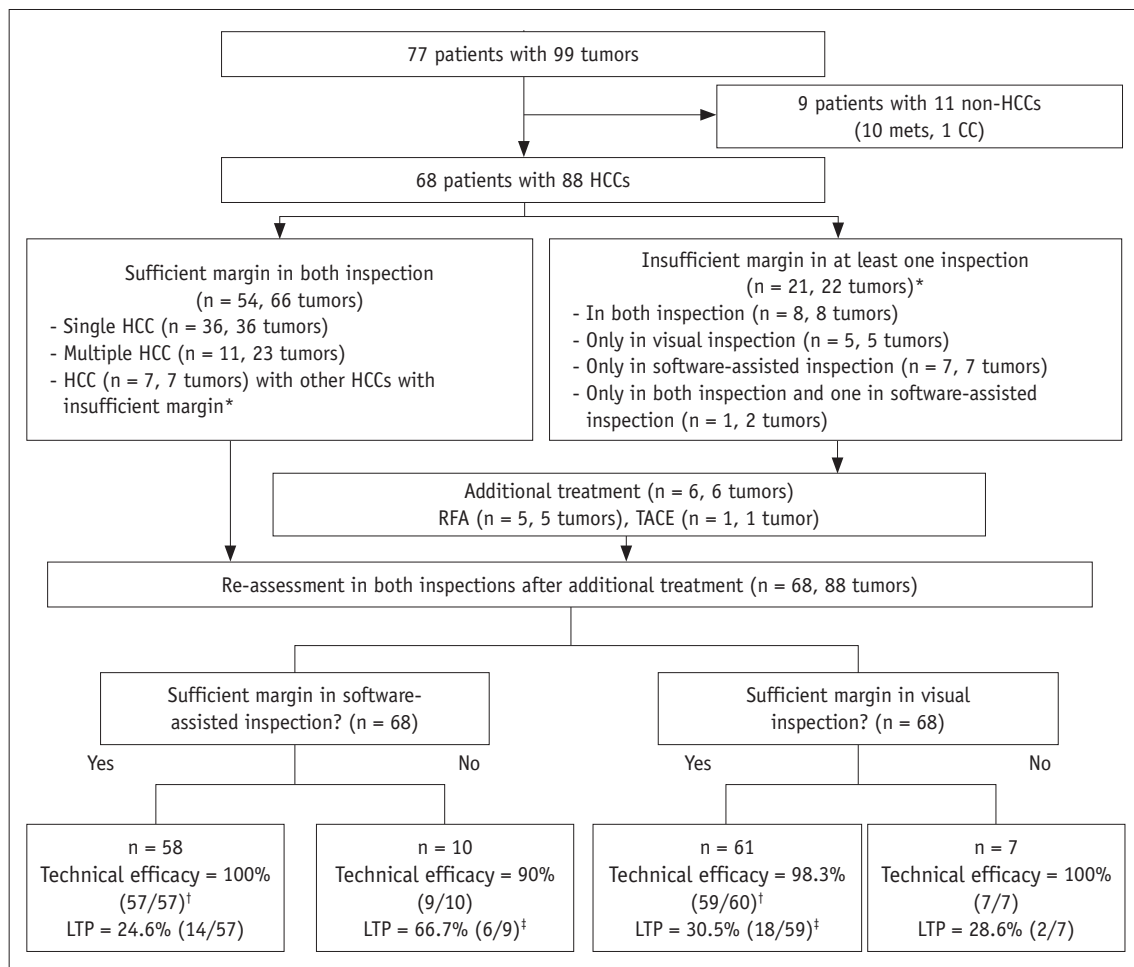 77 patients with 99 tumors
9 patients with 11 non-HCCs
(10 mets, 1 CC)
68 patients with 88 HCCs
Sufficient margin in both inspection
(n = 54, 66 tumors)
- Single HCC (n = 36, 36 tumors)
- Multiple HCC (n = 11, 23 tumors)
- HCC (n = 7, 7 tumors) with other HCCs with
insufficient margin*
Insufficient margin in at least one inspection
(n = 21, 22 tumors)*
- In both inspection (n = 8, 8 tumors)
- Only in visual inspection (n = 5, 5 tumors)
- Only in software-assisted inspection (n = 7, 7 tumors)
- Only in both inspection and one in software-assisted
inspection (n = 1, 2 tumors)
Additional treatment (n = 6, 6 tumors)
RFA (n = 5, 5 tumors), TACE (n = 1, 1 tumor)
Re-assessment in both inspections after additional treatment (n = 68, 88 tumors)
Sufficient margin in software-
assisted inspection? (n = 68)
Yes
No
n = 58
Technical efficacy = 100%
(57/57)†
LTP = 24.6% (14/57)
n = 10
Technical efficacy = 90%
(9/10)
LTP = 66.7% (6/9)‡
Sufficient margin in visual
inspection? (n = 68)
Yes
No
n = 61
Technical efficacy = 98.3%
(59/60)†
LTP = 30.5% (18/59)‡
n = 7
Technical efficacy = 100%
(7/7)
LTP = 28.6% (2/7)